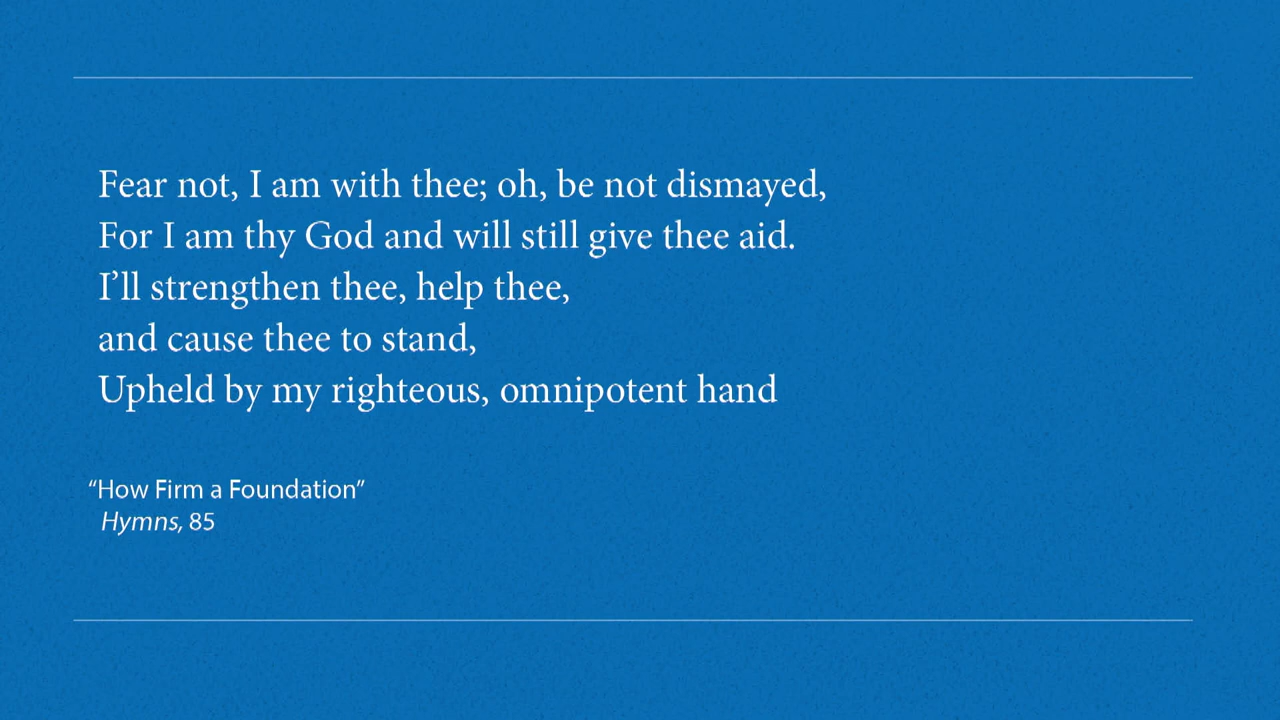 Fear not, I am with thee; oh, be not dismayed,
For I am thy God and will still give thee aid.
I’ll strengthen thee, help thee,
and cause thee to stand,
Upheld by my righteous, omnipotent hand
“How Firm a Foundation”
Hymns, 85